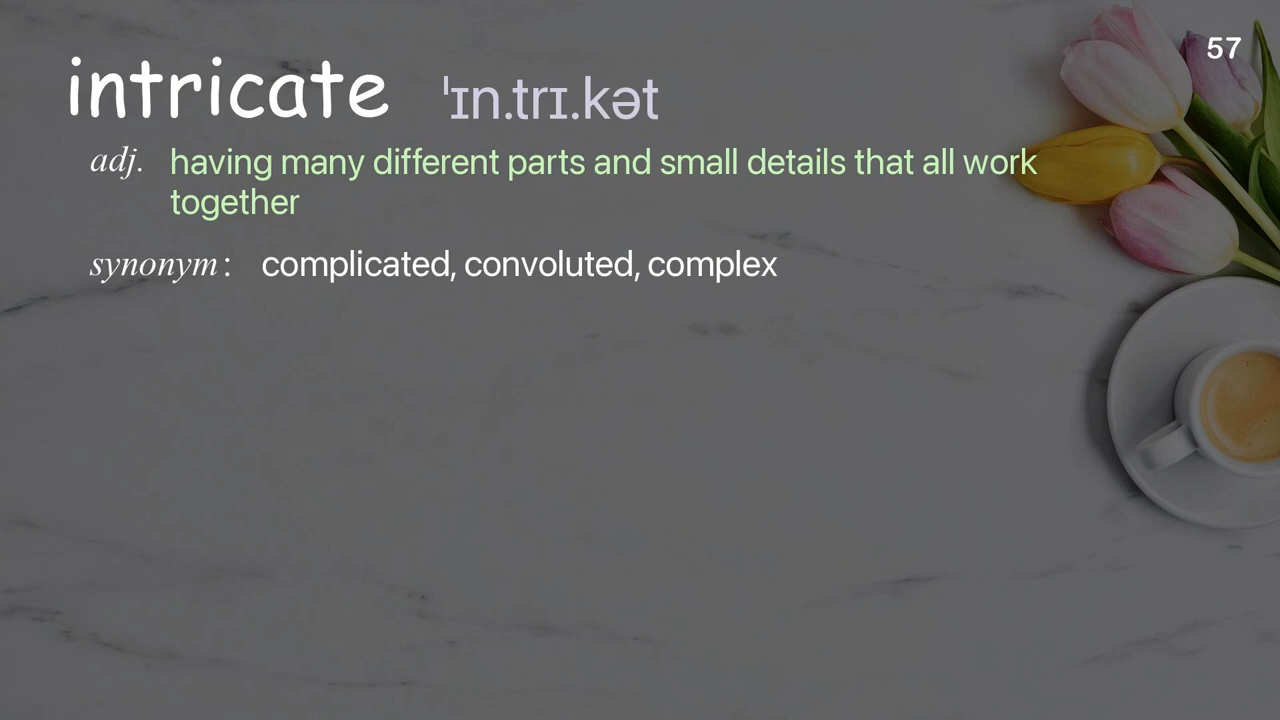 57
intricate ˈɪn.trɪ.kət
adj. having many different parts and small details that all work
together
synonym : complicated, convoluted, complex